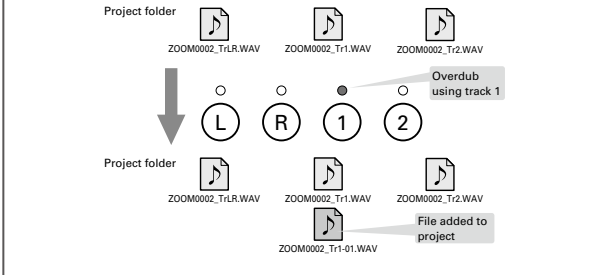 Project folder
ZOOM0002_TrLR.WAV
ZOOM0002_Tr1.WAV
ZOOM0002_Tr2.WAV
Overdub
using track 1
L
R
1
2
Project folder
ZOOM0002_TrLR.WAV
ZOOM0002_Tr1.WAV
ZOOM0002_Tr2.WAV
File added to
project
ZOOM0002_Tr1-01.WAV